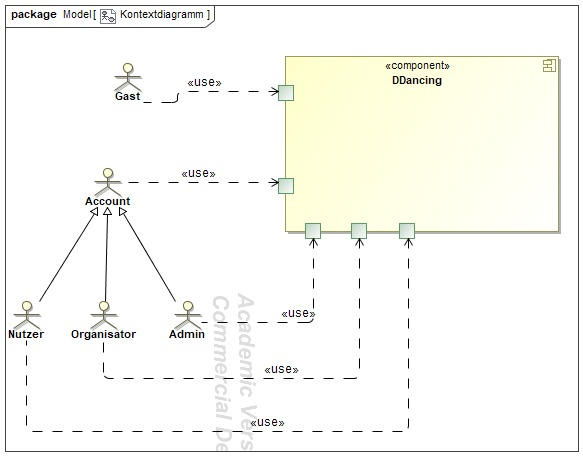 package Model[ Kontextdiagramm ]
«component»
DDancing
«use»
Gast
«use»
Account
«use»
Nutzer
Organisator
Admin
«use»
«use»
Academic Vers
Commercial De